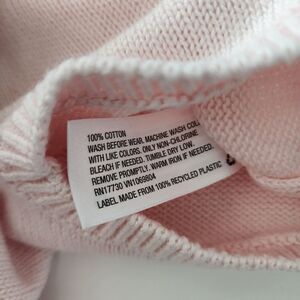 100% COTTON
WASH BEFORE WEAR. MACHINE WASH COLD
WITH LIKE COLORS. ONLY NON-CHLORINE
BLEACH IF NEEDED. TUMBLE DRY LOW.
REMOVE PROMPTLY. WARM IRON IF NEEDED.
RN17730 VN1069804
LABEL MADE FROM 100% RECYCLED PLASTIC